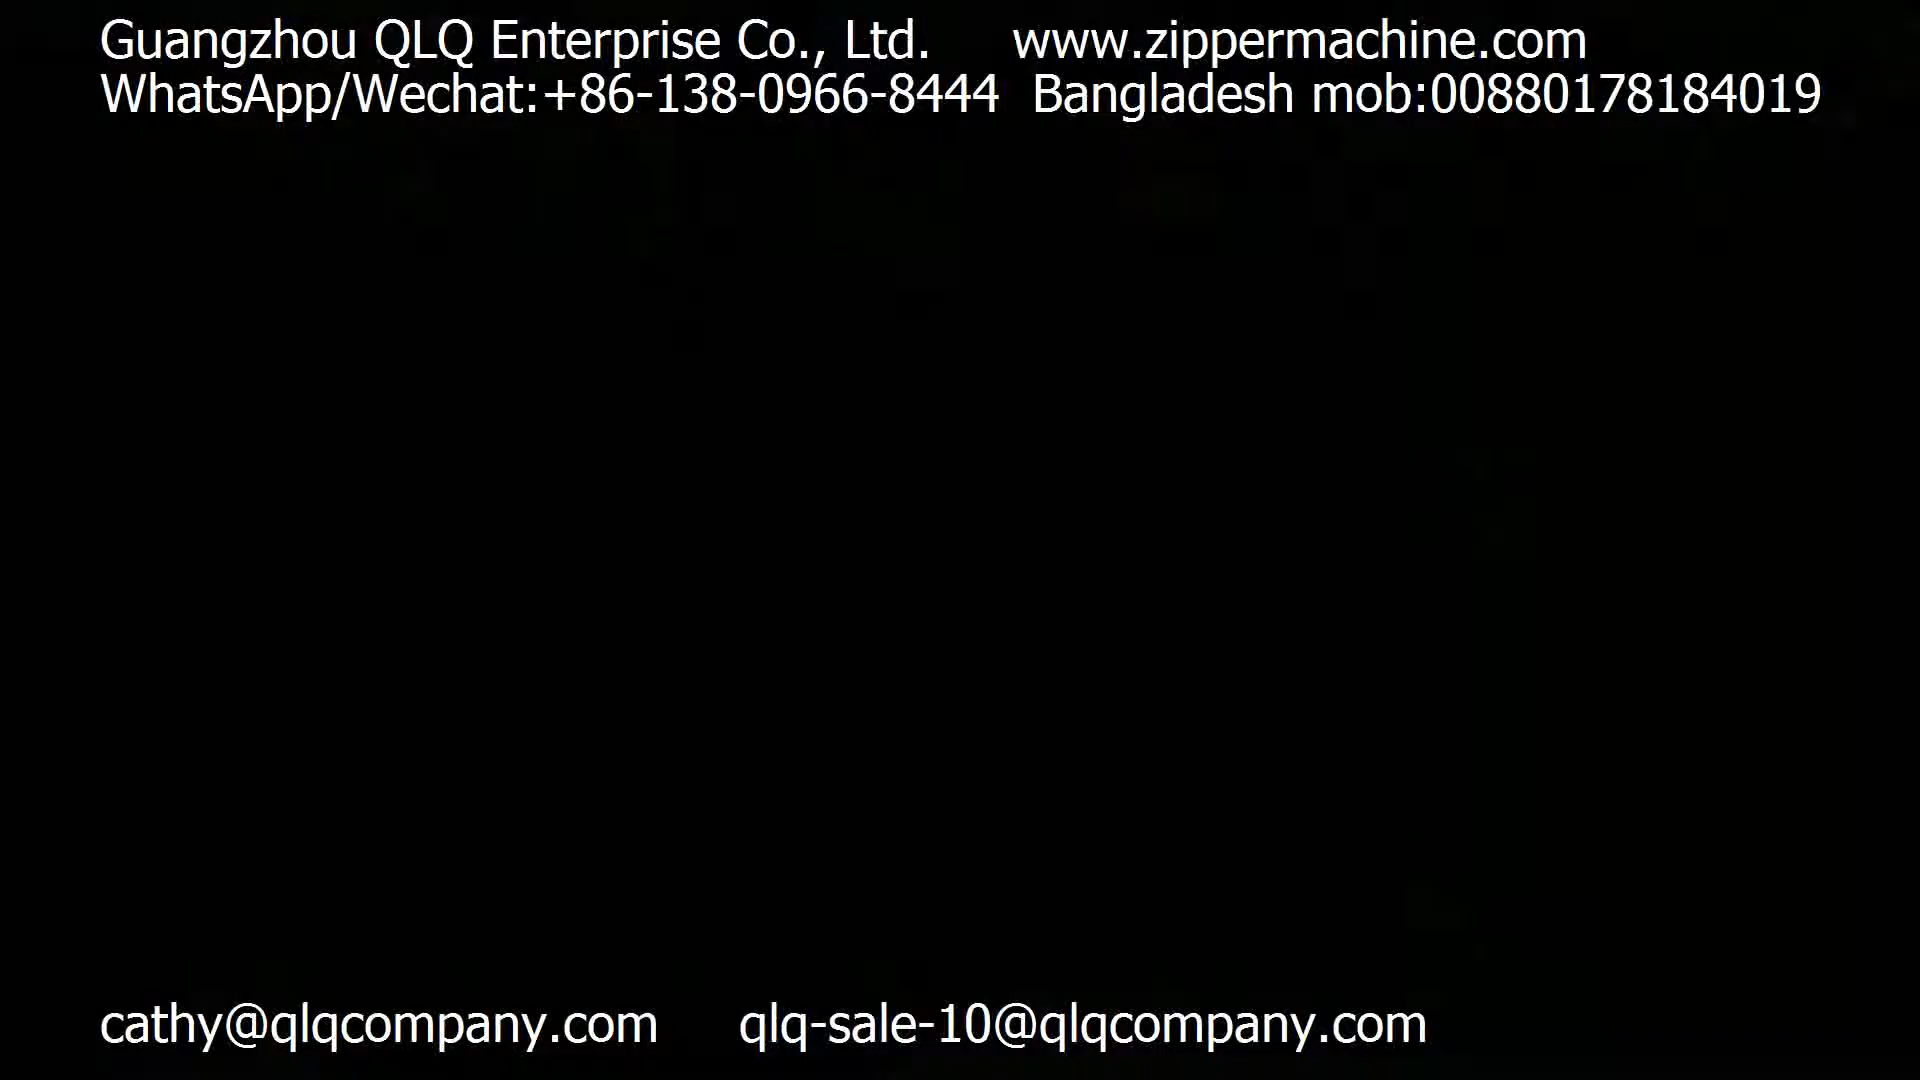 Guangzhou QLQ Enterprise Co., Ltd. www.zippermachine.com
WhatsApp/Wechat:+86-138-0966-8444 Bangladesh mob:00880178184019
cathy@qlqcompany.com qlq-sale-10@qlqcompany.com